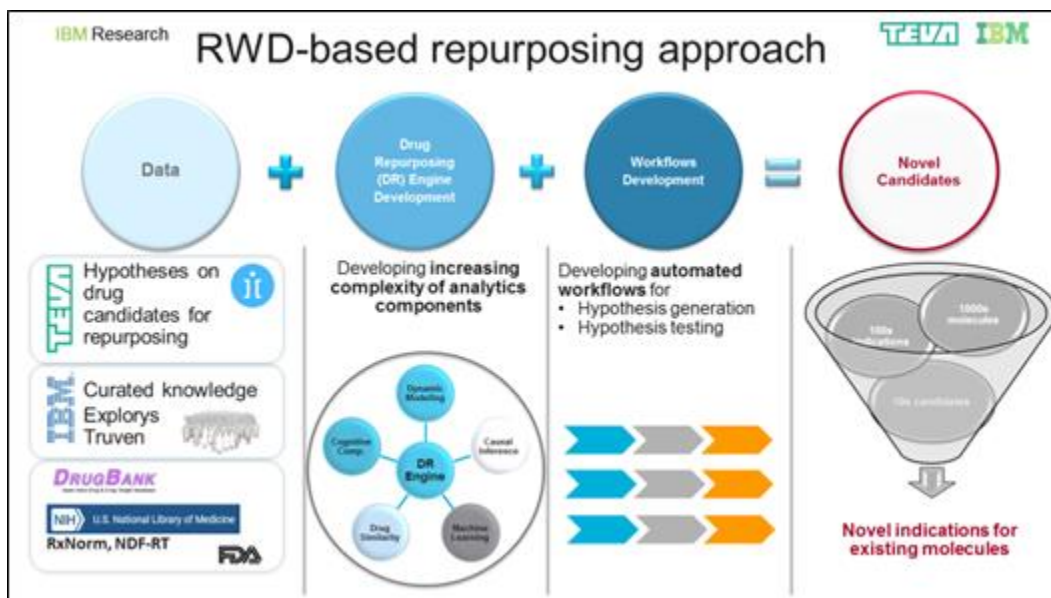 IBM Research
RWD-based repurposing approach
TEVA IBM
Data
Drug
Repurposing
(DR) Engine
Development
Workflows
Development
Novel
Candidates
TEVA
Hypotheses on
drug
candidates for
repurposing
IBM
Curated knowledge
Explorys
Truven
DRUGBANK
NIH U.S. National Library of Medicine
RxNorm, NDF-RT
FDA
Developing increasing
complexity of analytics
components
Dynamic
Modeling
Cognitive
Comp.
Causal
Inference
DR
Engine
Drug
Similarity
Machine
Learning
Developing automated
workflows for
• Hypothesis generation
• Hypothesis testing
1000s
molecules
100s
indications
10s candidates
Novel indications for
existing molecules